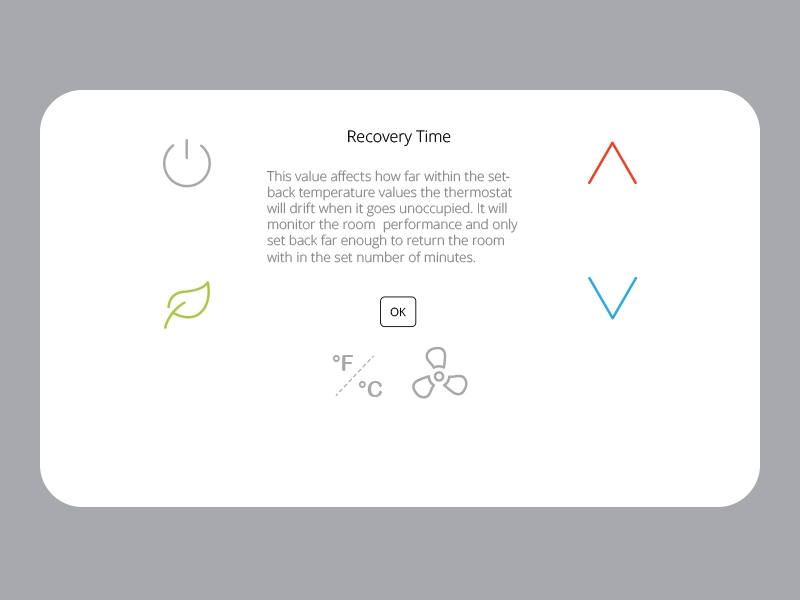 Recovery Time
This value affects how far within the set-
back temperature values the thermostat
will drift when it goes unoccupied. It will
monitor the room  performance and only
set back far enough to return the room
with in the set number of minutes.
OK
°F
°C